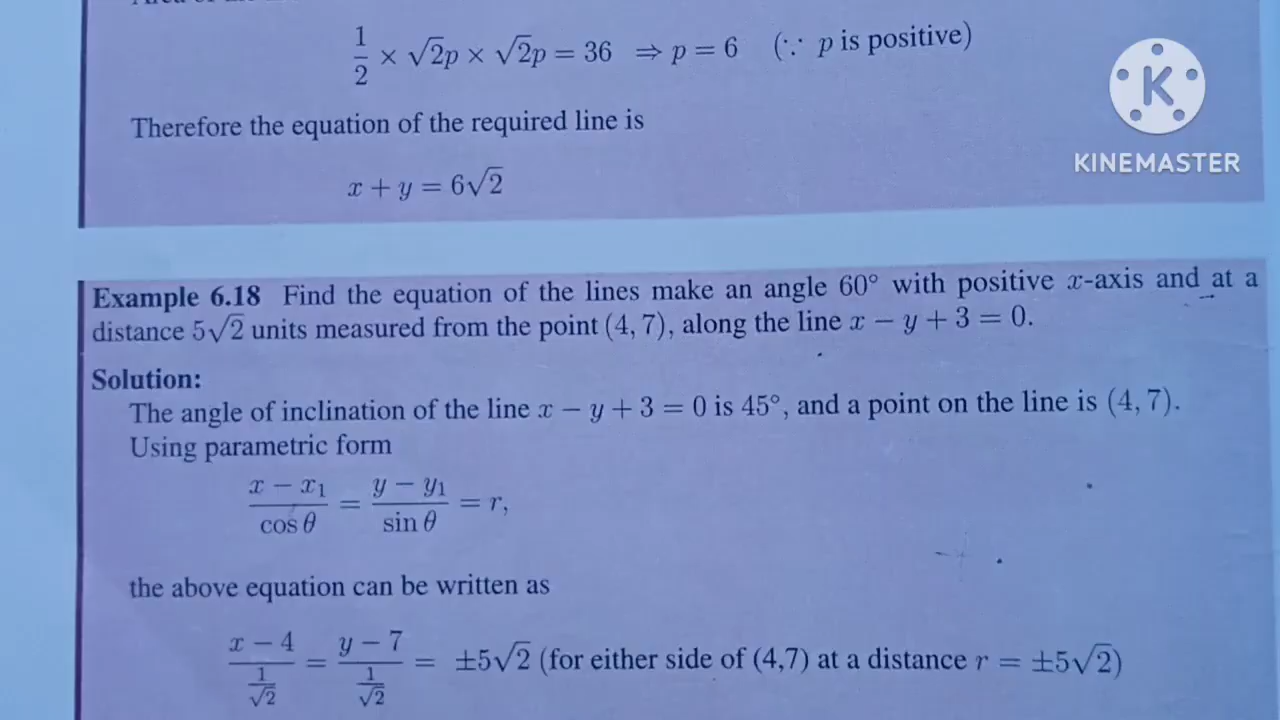 1/2 × √2p × √2p = 36 ⇒ p = 6 (∵ p is positive)
K
KINEMASTER
Therefore the equation of the required line is
x + y = 6√2
Example 6.18 Find the equation of the lines make an angle 60° with positive x-axis and at a
distance 5√2 units measured from the point (4, 7), along the line x − y + 3 = 0.
Solution:
The angle of inclination of the line x − y + 3 = 0 is 45°, and a point on the line is (4, 7).
Using parametric form
(x − x₁)/(cos θ) = (y − y₁)/(sin θ) = r,
the above equation can be written as
(x − 4)/(1/√2) = (y − 7)/(1/√2) = ±5√2 (for either side of (4,7) at a distance r = ±5√2)